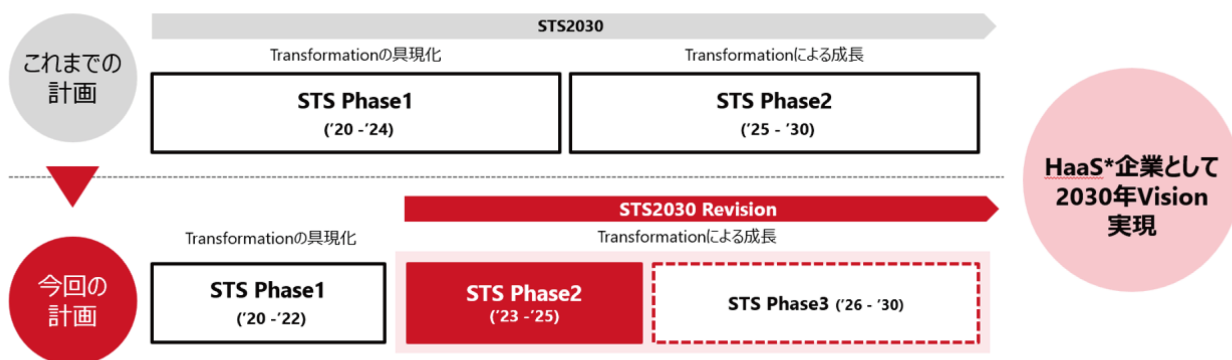 STS2030
これまでの
計画
Transformationの具現化
Transformationによる成長
STS Phase1
('20 -'24)
STS Phase2
('25 - '30)
HaaS*企業として
2030年Vision
実現
STS2030 Revision
Transformationの具現化
Transformationによる成長
今回の
計画
STS Phase1
('20 -'22)
STS Phase2
('23 -'25)
STS Phase3 ('26 - '30)